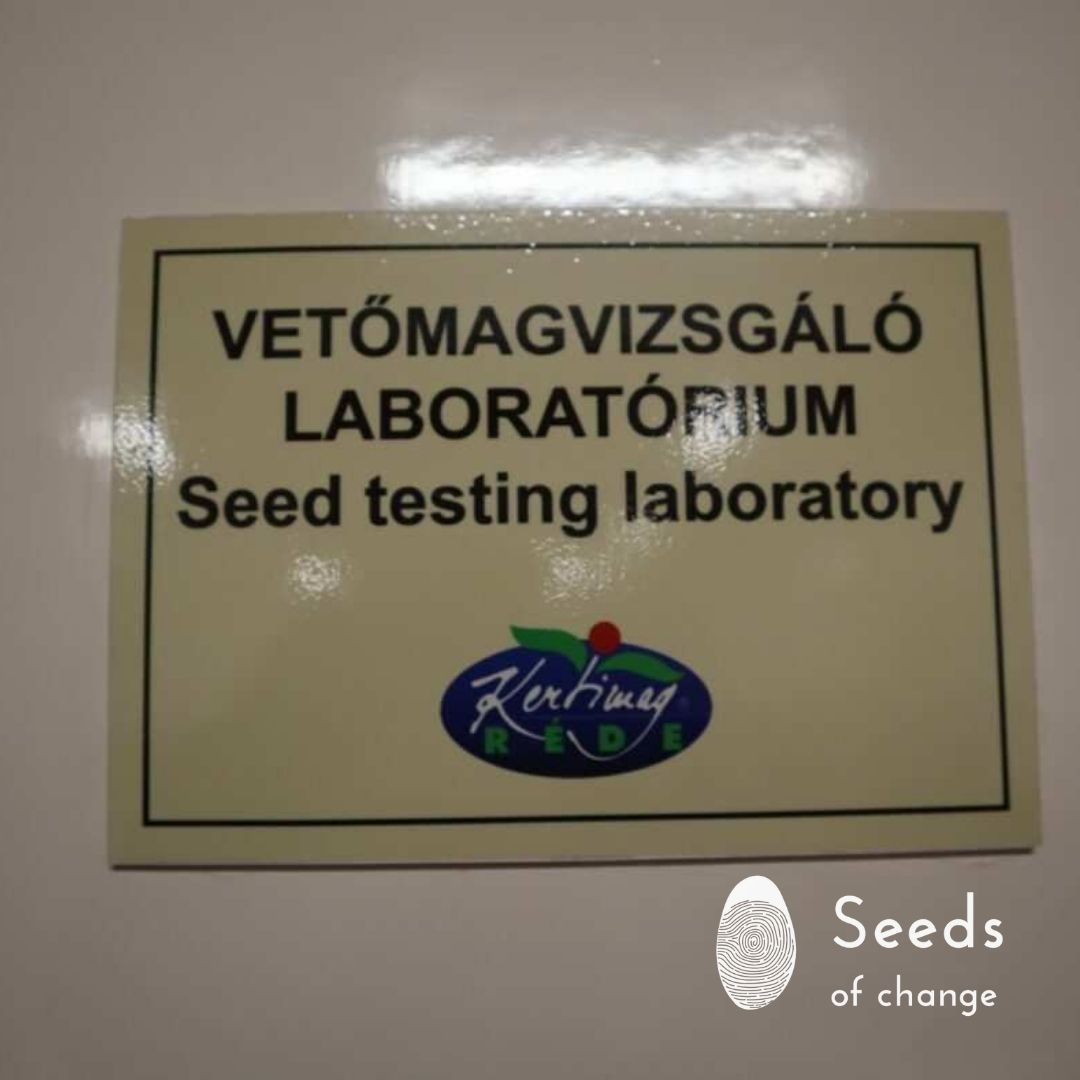 VETŐMAGVIZSGÁLÓ
LABORATÓRIUM
Seed testing laboratory
Kertimag
RÉDE
Seeds
of change